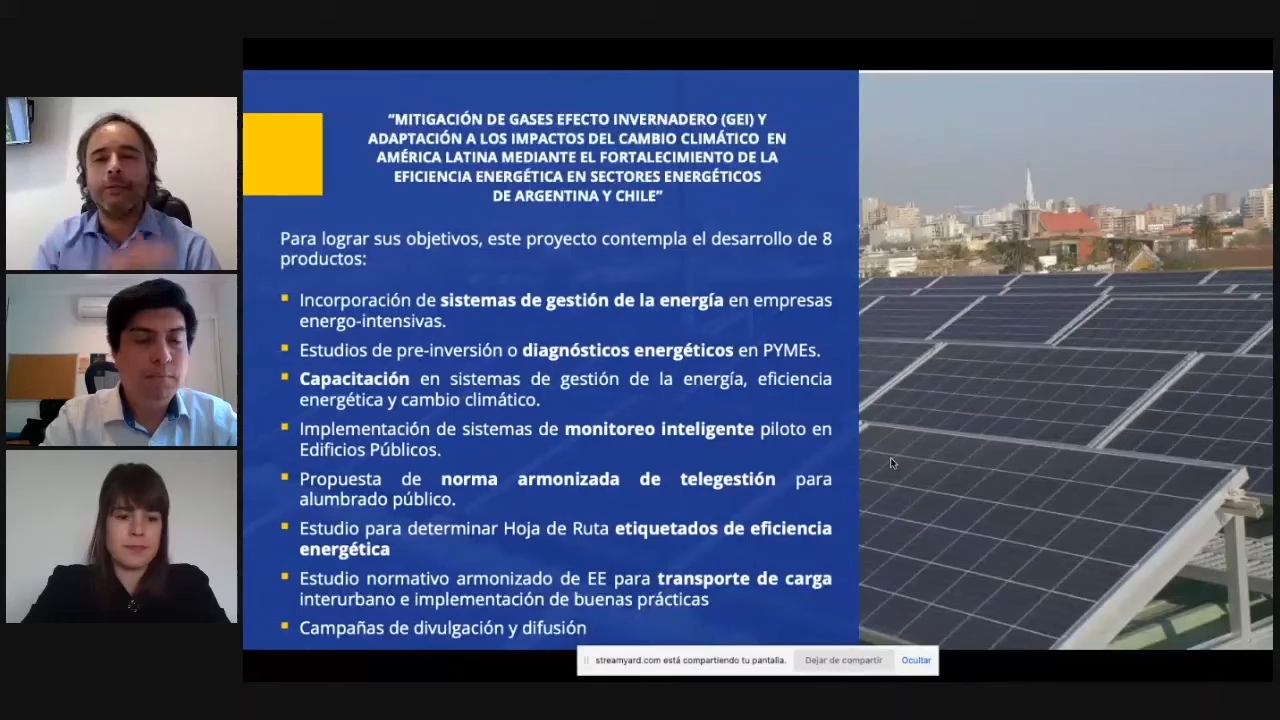 “MITIGACIÓN DE GASES EFECTO INVERNADERO (GEI) Y
ADAPTACIÓN A LOS IMPACTOS DEL CAMBIO CLIMÁTICO EN
AMÉRICA LATINA MEDIANTE EL FORTALECIMIENTO DE LA
EFICIENCIA ENERGÉTICA EN SECTORES ENERGÉTICOS
DE ARGENTINA Y CHILE”
Para lograr sus objetivos, este proyecto contempla el desarrollo de 8
productos:
Incorporación de sistemas de gestión de la energía en empresas
energo-intensivas.
Estudios de pre-inversión o diagnósticos energéticos en PYMEs.
Capacitación en sistemas de gestión de la energía, eficiencia
energética y cambio climático.
Implementación de sistemas de monitoreo inteligente piloto en
Edificios Públicos.
Propuesta de norma armonizada de telegestión para
alumbrado público.
Estudio para determinar Hoja de Ruta etiquetados de eficiencia
energética
Estudio normativo armonizado de EE para transporte de carga
interurbano e implementación de buenas prácticas
Campañas de divulgación y difusión
streamyard.com está compartiendo tu pantalla.
Dejar de compartir
Ocultar